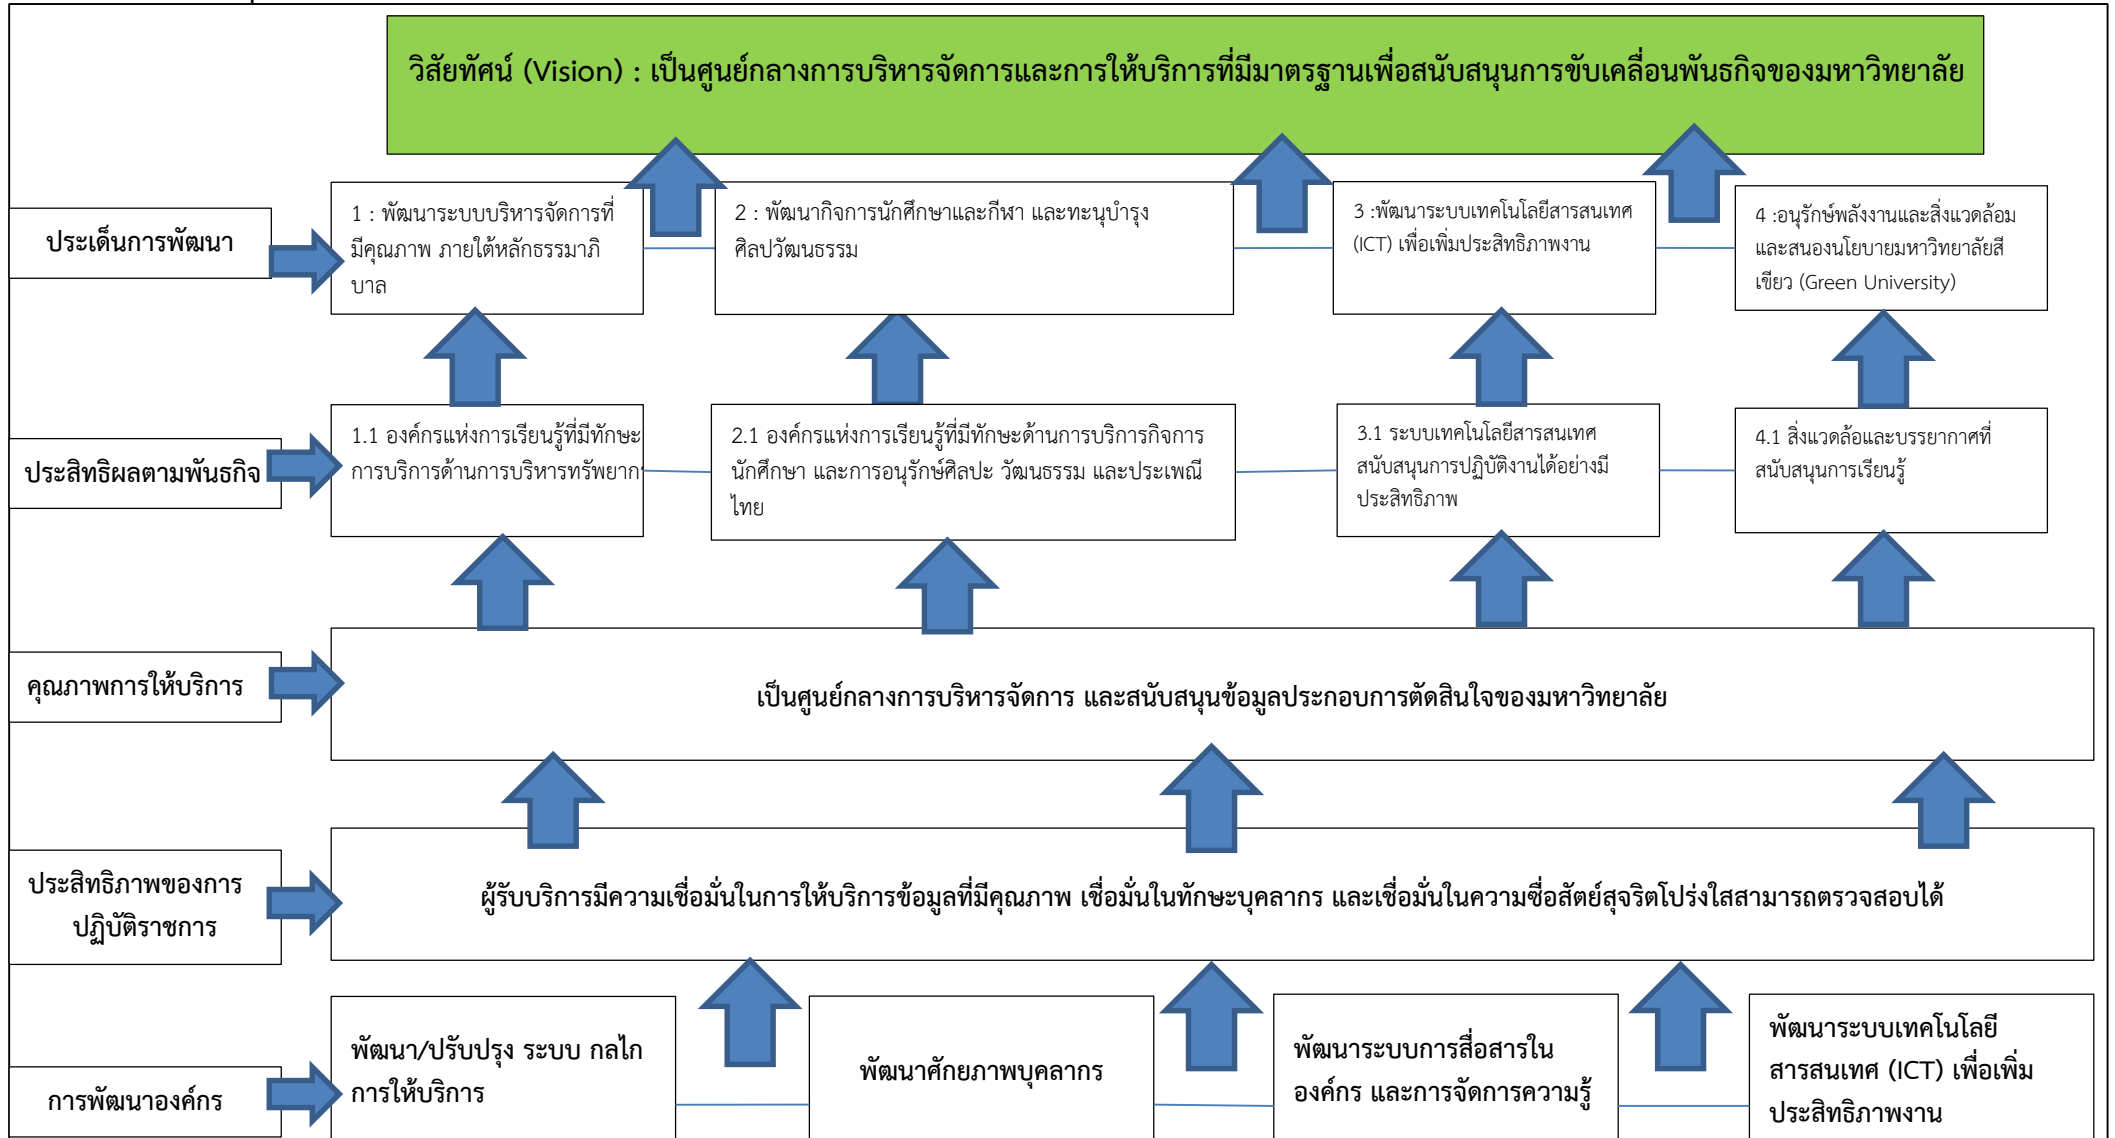 วิสัยทัศน์ (Vision) : เป็นศูนย์กลางการบริหารจัดการและการให้บริการที่มีมาตรฐานเพื่อสนับสนุนการขับเคลื่อนพันธกิจของมหาวิทยาลัย
ประเด็นการพัฒนา
1 : พัฒนาระบบบริหารจัดการที่
มีคุณภาพ ภายใต้หลักธรรมาภิ
บาล
2 : พัฒนากิจการนักศึกษาและกีฬา และทะนุบำรุง
ศิลปวัฒนธรรม
3 :พัฒนาระบบเทคโนโลยีสารสนเทศ
(ICT) เพื่อเพิ่มประสิทธิภาพงาน
4 :อนุรักษ์พลังงานและสิ่งแวดล้อม
และสนองนโยบายมหาวิทยาลัยสี
เขียว (Green University)
ประสิทธิผลตามพันธกิจ
1.1 องค์กรแห่งการเรียนรู้ที่มีทักษะ
การบริการด้านการบริหารทรัพยาก
2.1 องค์กรแห่งการเรียนรู้ที่มีทักษะด้านการบริการกิจการ
นักศึกษา และการอนุรักษ์ศิลปะ วัฒนธรรม และประเพณี
ไทย
3.1 ระบบเทคโนโลยีสารสนเทศ
สนับสนุนการปฏิบัติงานได้อย่างมี
ประสิทธิภาพ
4.1 สิ่งแวดล้อและบรรยากาศที่
สนับสนุนการเรียนรู้
คุณภาพการให้บริการ
เป็นศูนย์กลางการบริหารจัดการ และสนับสนุนข้อมูลประกอบการตัดสินใจของมหาวิทยาลัย
ประสิทธิภาพของการ
ปฏิบัติราชการ
ผู้รับบริการมีความเชื่อมั่นในการให้บริการข้อมูลที่มีคุณภาพ เชื่อมั่นในทักษะบุคลากร และเชื่อมั่นในความซื่อสัตย์สุจริตโปร่งใสสามารถตรวจสอบได้
การพัฒนาองค์กร
พัฒนา/ปรับปรุง ระบบ กลไก
การให้บริการ
พัฒนาศักยภาพบุคลากร
พัฒนาระบบการสื่อสารใน
องค์กร และการจัดการความรู้
พัฒนาระบบเทคโนโลยี
สารสนเทศ (ICT) เพื่อเพิ่ม
ประสิทธิภาพงาน